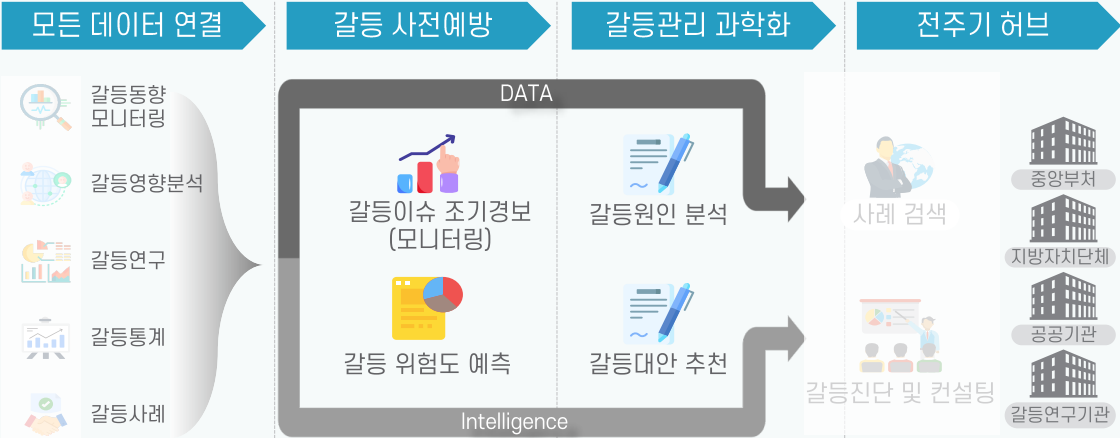 모든 데이터 연결
갈등 사전예방
갈등관리 과학화
전주기 허브
갈등동향
모니터링
갈등영향분석
갈등연구
갈등통계
갈등사례
DATA
갈등이슈 조기경보
(모니터링)
갈등 위험도 예측
갈등원인 분석
갈등대안 추천
Intelligence
사례 검색
갈등진단 및 컨설팅
중앙부처
지방자치단체
공공기관
갈등연구기관